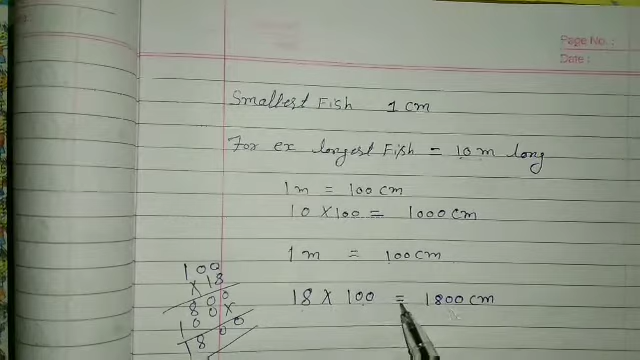 Page No.:
Date:
Smallest Fish 1 cm
For ex longest Fish = 10 m long
1 m = 100 cm
10 X 100 = 1000 cm
1 m = 100 cm
18 X 100 = 1800 cm
100
X 18
800
100X
1800